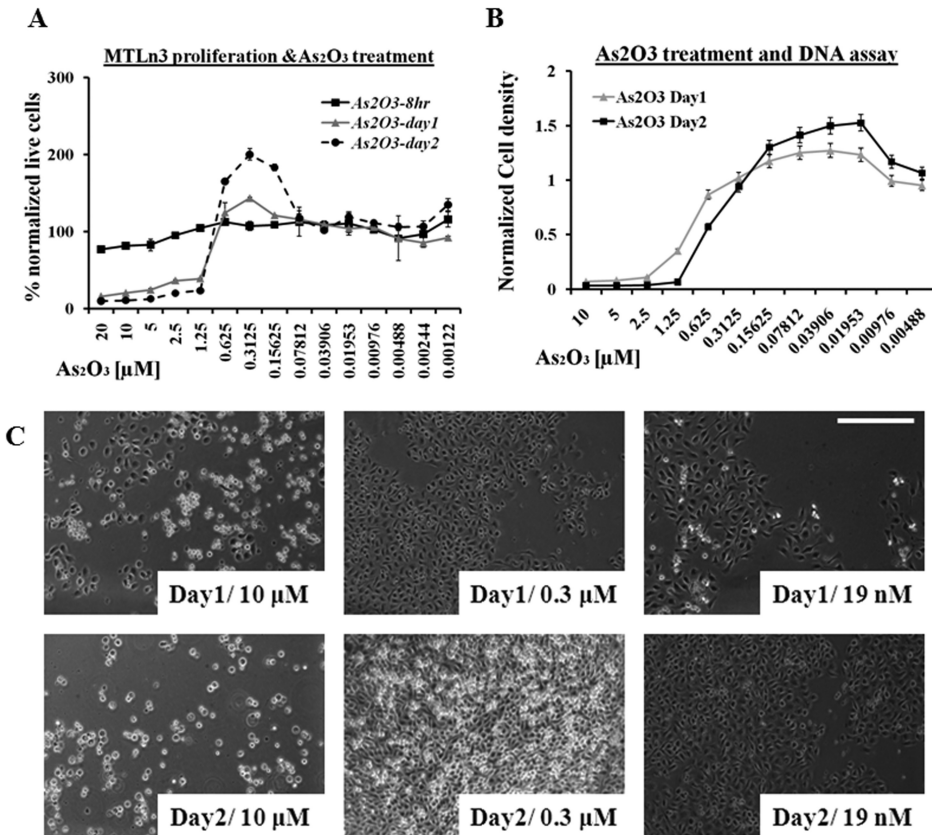 A
MTLn3 proliferation &As2O3 treatment
300
200
100
0
% normalized live cells
As2O3-8hr
As2O3-day1
As2O3-day2
20
10
5
2.5
1.25
0.625
0.3125
0.15625
0.07812
0.03906
0.01953
0.00976
0.00488
0.00244
0.00122
As2O3 [µM]
B
As2O3 treatment and DNA assay
2
1.5
1
0.5
0
Normalized Cell density
As2O3 Day1
As2O3 Day2
10
5
2.5
1.25
0.625
0.3125
0.15625
0.07812
0.03906
0.01953
0.00976
0.00488
As2O3 [µM]
C
Day1/ 10 µM
Day1/ 0.3 µM
Day1/ 19 nM
Day2/ 10 µM
Day2/ 0.3 µM
Day2/ 19 nM